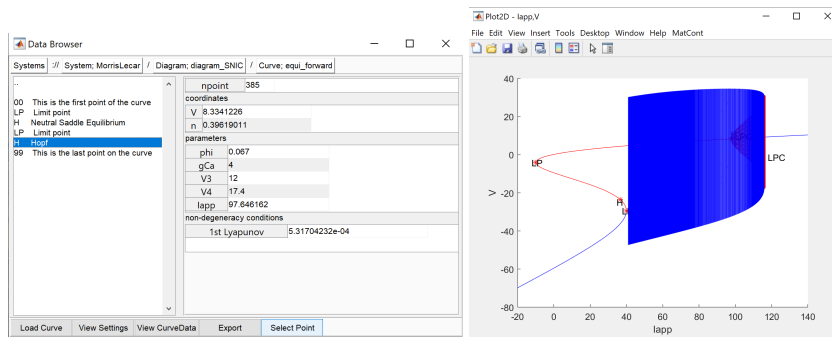 Data Browser
Systems :// System; MorrisLecar / Diagram; diagram_SNIC / Curve; equi_forward
..
00 This is the first point of the curve
LP Limit point
H Neutral Saddle Equilibrium
LP Limit point
H Hopf
99 This is the last point on the curve
npoint 385
coordinates
V 8.3341226
n 0.39619011
parameters
phi 0.067
gCa 4
V3 12
V4 17.4
Iapp 97.646162
non-degeneracy conditions
1st Lyapunov 5.31704232e-04
Load Curve View Settings View CurveData Export Select Point
Plot2D - Iapp,V
File Edit View Insert Tools Desktop Window Help MatCont
40
20
0
-20
-40
-60
-80
V
LP
H
LPC
-20 0 20 40 60 80 100 120 140
Iapp